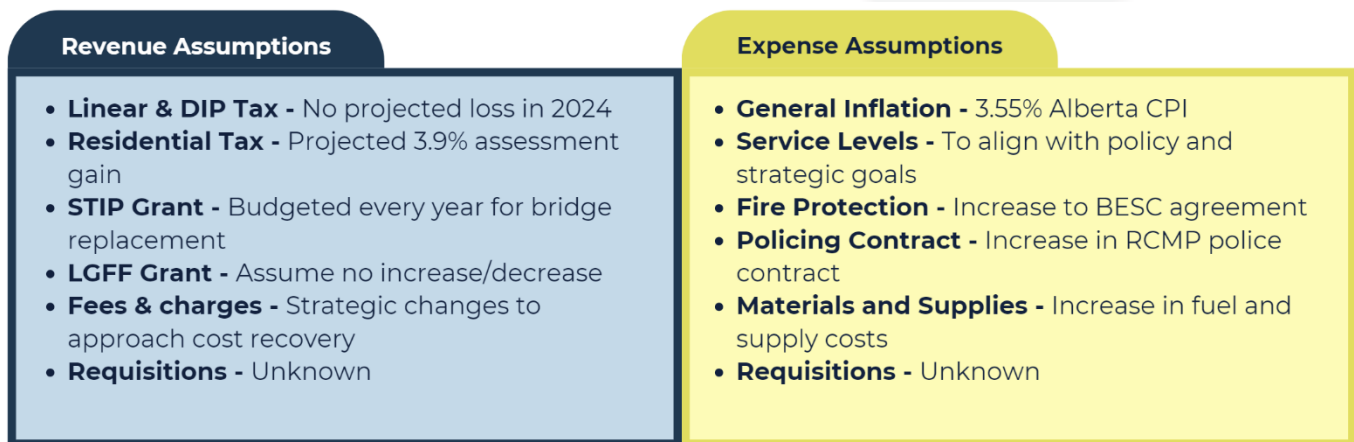 Revenue Assumptions
• Linear & DIP Tax - No projected loss in 2024
• Residential Tax - Projected 3.9% assessment
gain
• STIP Grant - Budgeted every year for bridge
replacement
• LGFF Grant - Assume no increase/decrease
• Fees & charges - Strategic changes to
approach cost recovery
• Requisitions - Unknown
Expense Assumptions
• General Inflation - 3.55% Alberta CPI
• Service Levels - To align with policy and
strategic goals
• Fire Protection - Increase to BESC agreement
• Policing Contract - Increase in RCMP police
contract
• Materials and Supplies - Increase in fuel and
supply costs
• Requisitions - Unknown